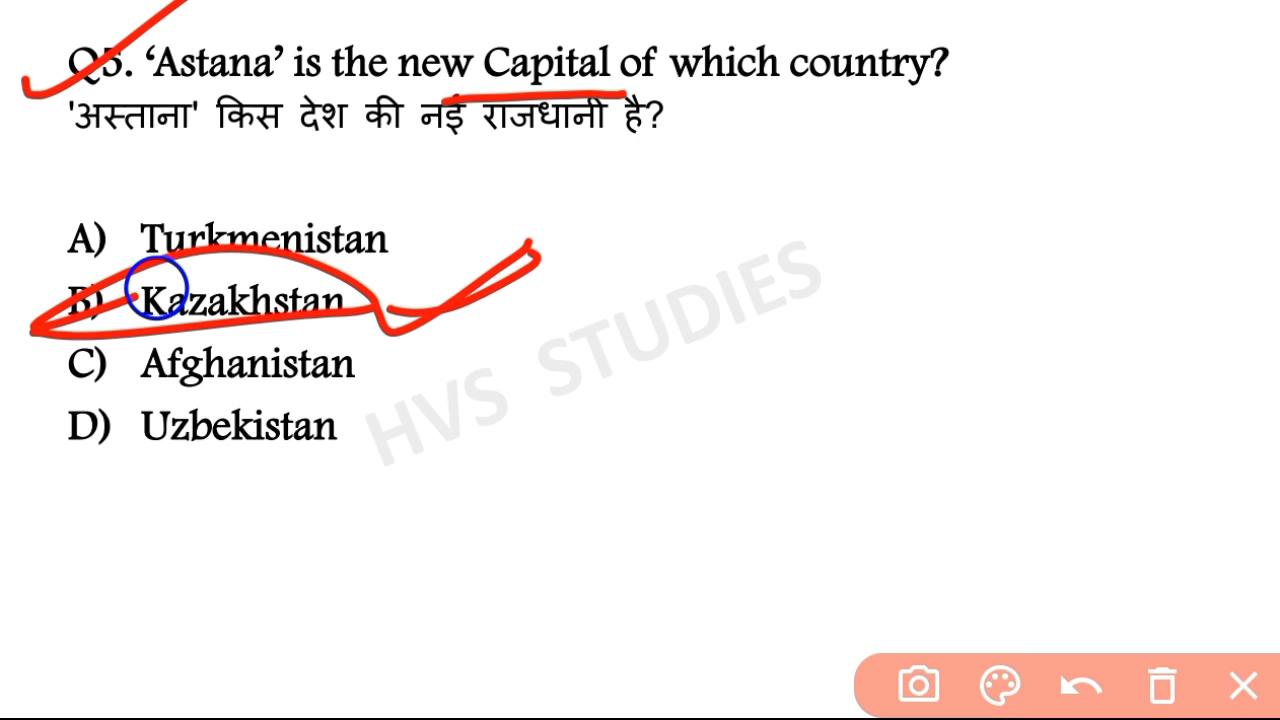 Q5. ‘Astana’ is the new Capital of which country?
'अस्ताना' किस देश की नई राजधानी है?
A) Turkmenistan
B) Kazakhstan
C) Afghanistan
D) Uzbekistan
HVS STUDIES